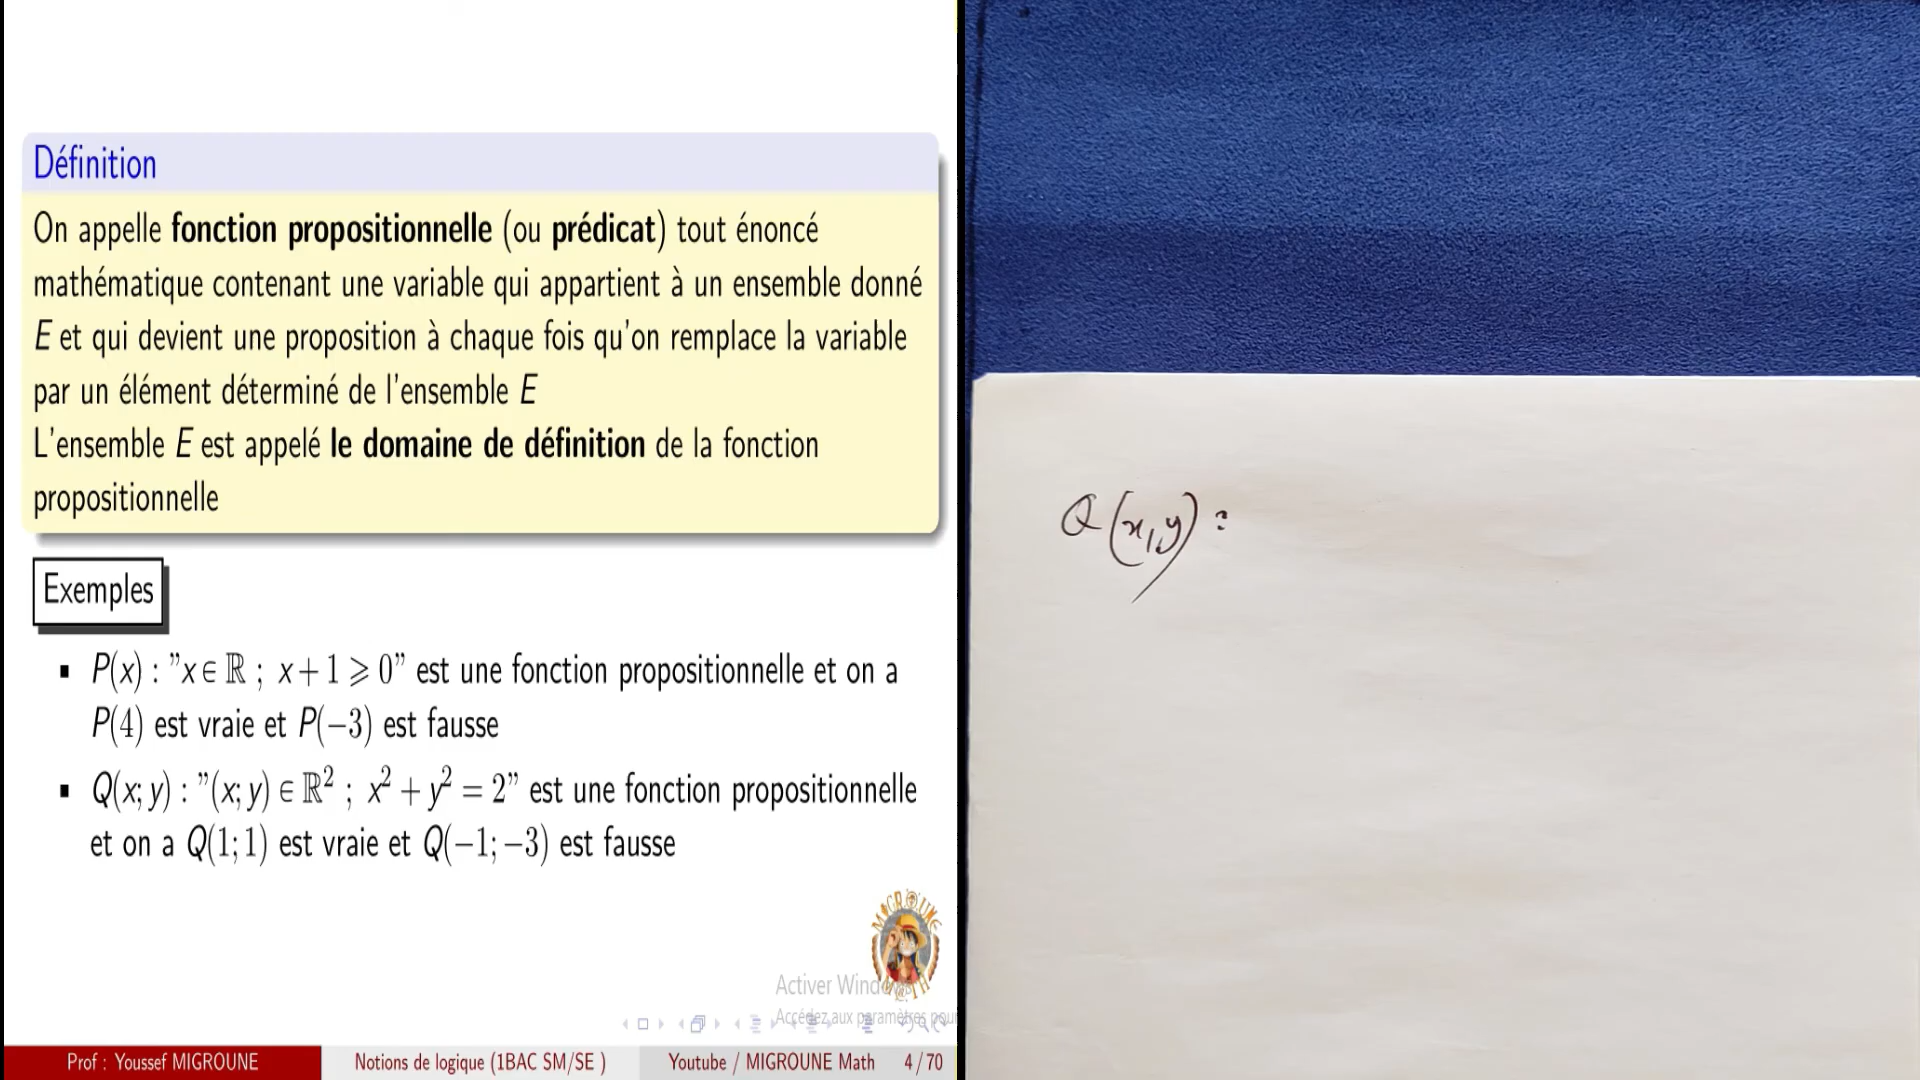 Définition
On appelle fonction propositionnelle (ou prédicat) tout énoncé
mathématique contenant une variable qui appartient à un ensemble donné
E et qui devient une proposition à chaque fois qu'on remplace la variable
par un élément déterminé de l'ensemble E
L'ensemble E est appelé le domaine de définition de la fonction
propositionnelle
Exemples
▪ P(x) : ”x ∈ ℝ ; x + 1 ⩾ 0” est une fonction propositionnelle et on a
P(4) est vraie et P(−3) est fausse
▪ Q(x; y) : ”(x; y) ∈ ℝ² ; x² + y² = 2” est une fonction propositionnelle
et on a Q(1; 1) est vraie et Q(−1; −3) est fausse
MIGROUNE
Activer Windows
Accédez aux paramètres pour
Prof : Youssef MIGROUNE
Notions de logique (1BAC SM/SE )
Youtube / MIGROUNE Math
4 / 70
Q(x,y) :